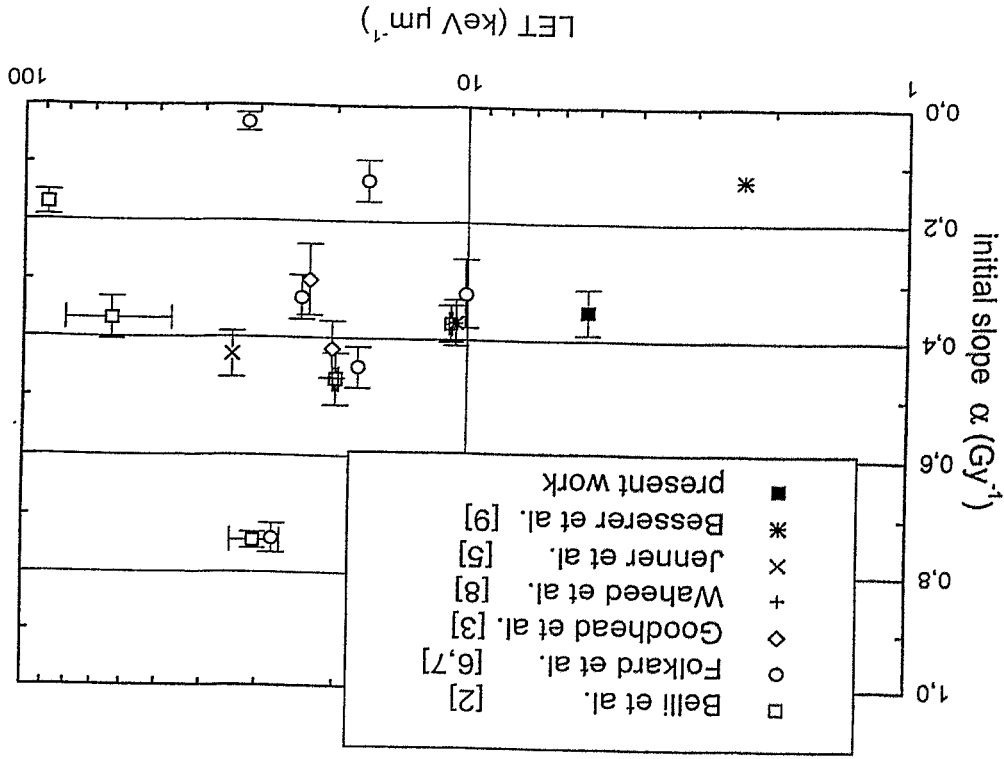 Belli et al. [2]
Folkard et al. [6,7]
Goodhead et al. [3]
Waheed et al. [8]
Jenner et al. [5]
Besserer et al. [9]
present work
initial slope α (Gy⁻¹)
1,0
0,8
0,6
0,4
0,2
0,0
1
10
100
LET (keV µm⁻¹)